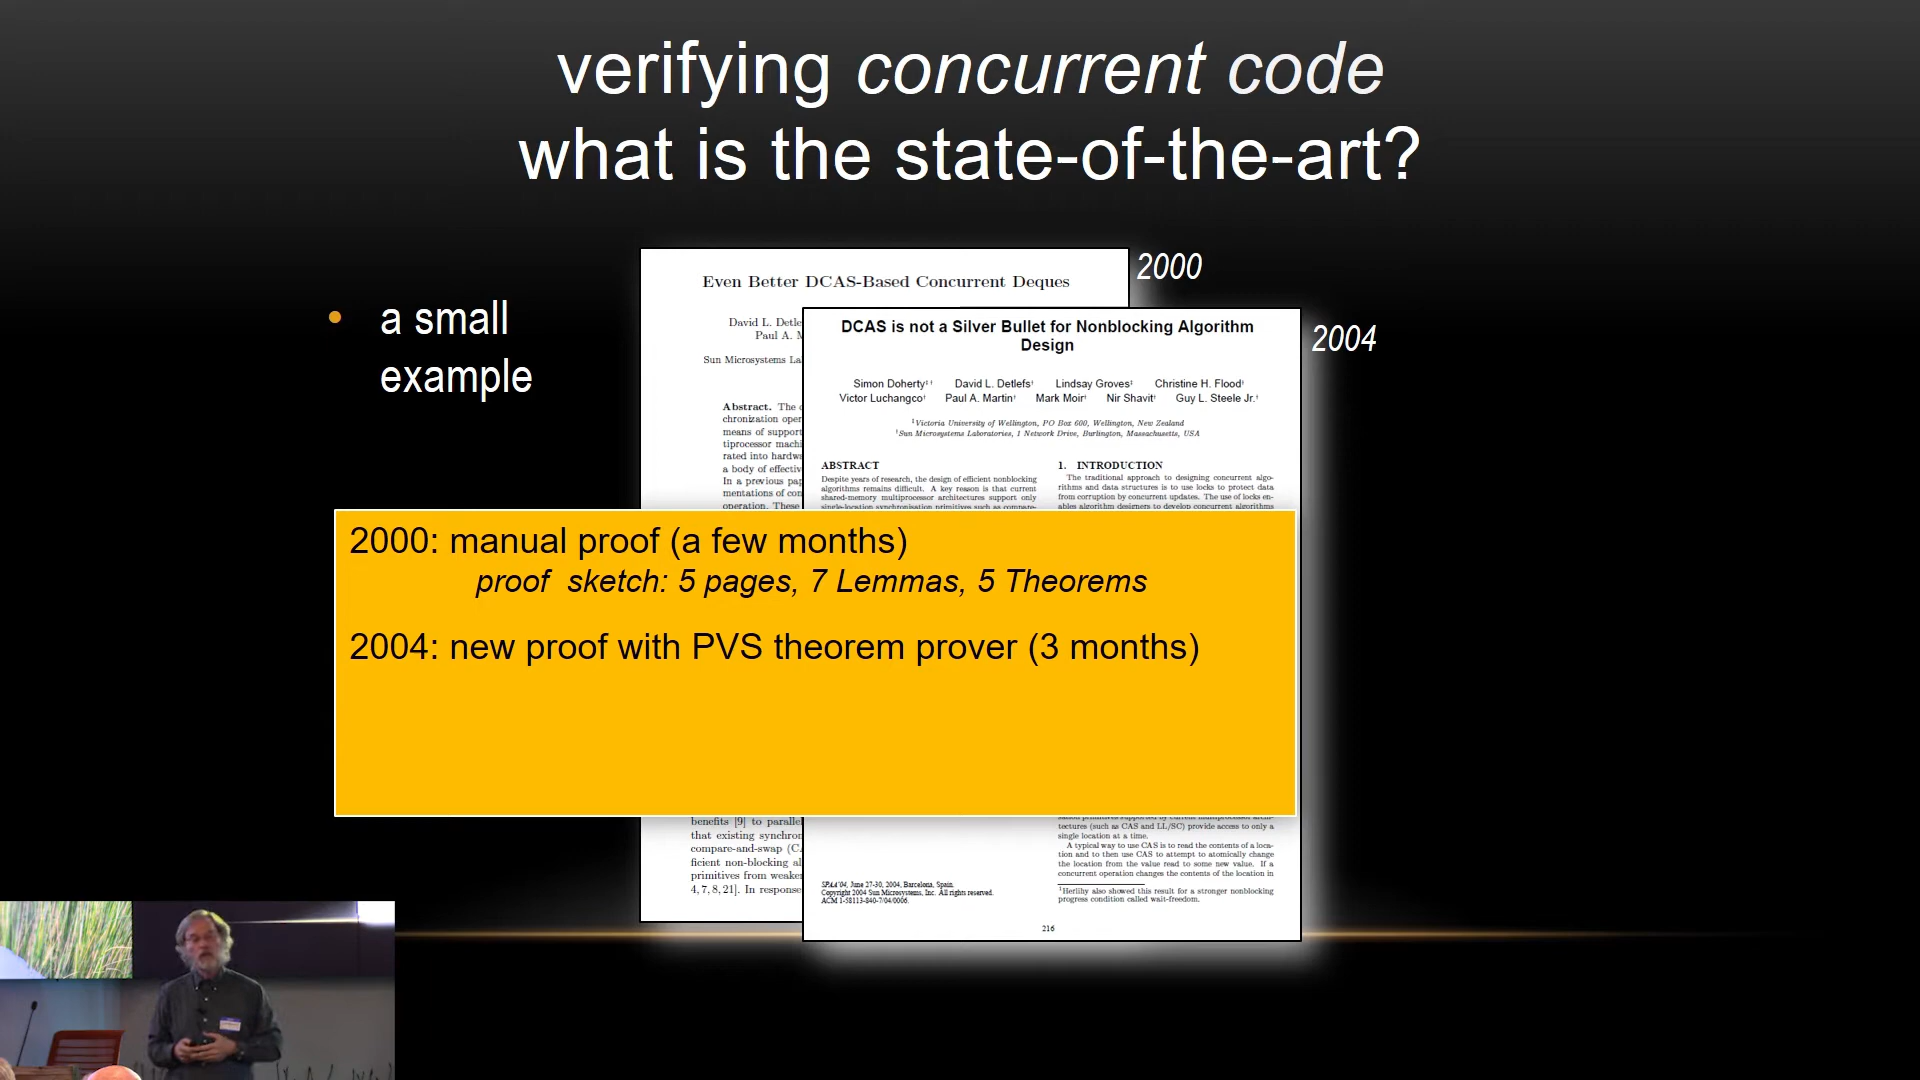 verifying concurrent code
what is the state-of-the-art?
• a small
example
2000
Even Better DCAS-Based Concurrent Deques
David L. Detle
Paul A. M
Sun Microsystems La
Abstract. The c
chronization oper
means of support
tiprocessor machi
rated into hardwa
a body of effectiv
In a previous pap
mentations of con
operation. These
benefits [9] to paralle
that existing synchron
compare-and-swap (CA
ficient non-blocking al
primitives from weaker
4, 7, 8, 21]. In response
2004
DCAS is not a Silver Bullet for Nonblocking Algorithm
Design
Simon Doherty‡† David L. Detlefs† Lindsay Groves‡ Christine H. Flood†
Victor Luchangco† Paul A. Martin† Mark Moir† Nir Shavit† Guy L. Steele Jr.†
‡Victoria University of Wellington, PO Box 600, Wellington, New Zealand
†Sun Microsystems Laboratories, 1 Network Drive, Burlington, Massachusetts, USA
ABSTRACT
Despite years of research, the design of efficient nonblocking
algorithms remains difficult. A key reason is that current
shared-memory multiprocessor architectures support only
single-location synchronisation primitives such as compare-
SPAA'04, June 27-30, 2004, Barcelona, Spain.
Copyright 2004 Sun Microsystems, Inc. All rights reserved.
ACM 1-58113-840-7/04/0006.
1. INTRODUCTION
The traditional approach to designing concurrent algo-
rithms and data structures is to use locks to protect data
from corruption by concurrent updates. The use of locks en-
ables algorithm designers to develop concurrent algorithms
sation primitives supported by current multiprocessor archi-
tectures (such as CAS and LL/SC) provide access to only a
single location at a time.
A typical way to use CAS is to read the contents of a loca-
tion and to then use CAS to attempt to atomically change
the location from the value read to some new value. If a
concurrent operation changes the contents of the location in
1Herlihy also showed this result for a stronger nonblocking
progress condition called wait-freedom.
216
2000: manual proof (a few months)
proof sketch: 5 pages, 7 Lemmas, 5 Theorems
2004: new proof with PVS theorem prover (3 months)